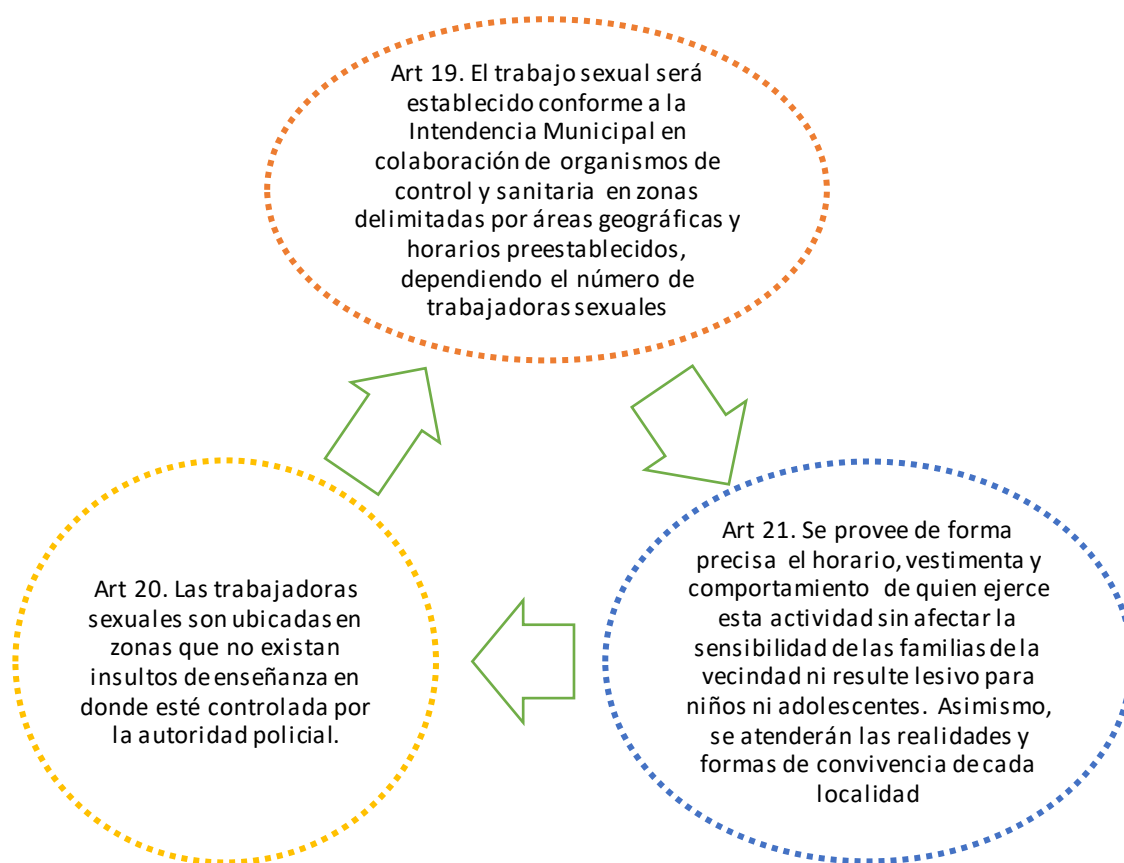 Art 19. El trabajo sexual será
establecido conforme a la
Intendencia Municipal en
colaboración de organismos de
control y sanitaria en zonas
delimitadas por áreas geográficas y
horarios preestablecidos,
dependiendo el número de
trabajadoras sexuales
Art 21. Se provee de forma
precisa el horario, vestimenta y
comportamiento de quien ejerce
esta actividad sin afectar la
sensibilidad de las familias de la
vecindad ni resulte lesivo para
niños ni adolescentes. Asimismo,
se atenderán las realidades y
formas de convivencia de cada
localidad
Art 20. Las trabajadoras
sexuales son ubicadas en
zonas que no existan
insultos de enseñanza en
donde esté controlada por
la autoridad policial.